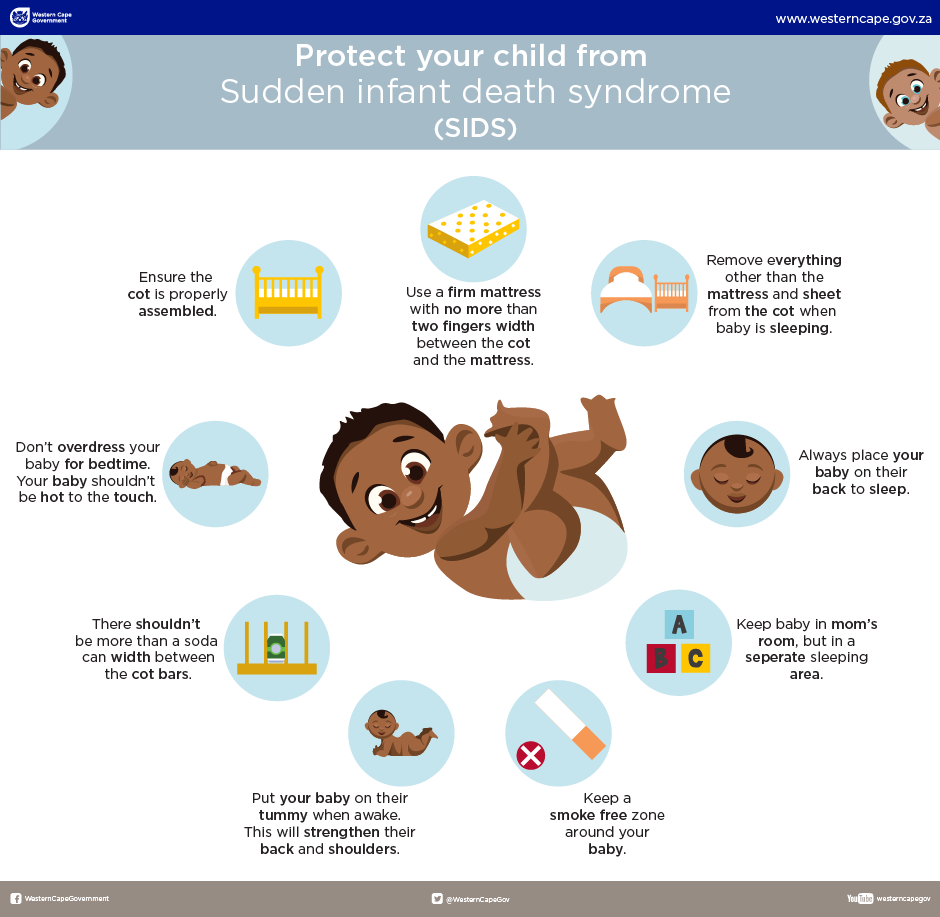 Western Cape
Government
www.westerncape.gov.za
Protect your child from
Sudden infant death syndrome
(SIDS)
Ensure the
cot is properly
assembled.
Use a firm mattress
with no more than
two fingers width
between the cot
and the mattress.
Remove everything
other than the
mattress and sheet
from the cot when
baby is sleeping.
Don't overdress your
baby for bedtime.
Your baby shouldn't
be hot to the touch.
Always place your
baby on their
back to sleep.
There shouldn't
be more than a soda
can width between
the cot bars.
A
B C
Keep baby in mom's
room, but in a
seperate sleeping
area.
Put your baby on their
tummy when awake.
This will strengthen their
back and shoulders.
Keep a
smoke free zone
around your
baby.
WesternCapeGovernment
@WesternCapeGov
YouTube westerncapegov